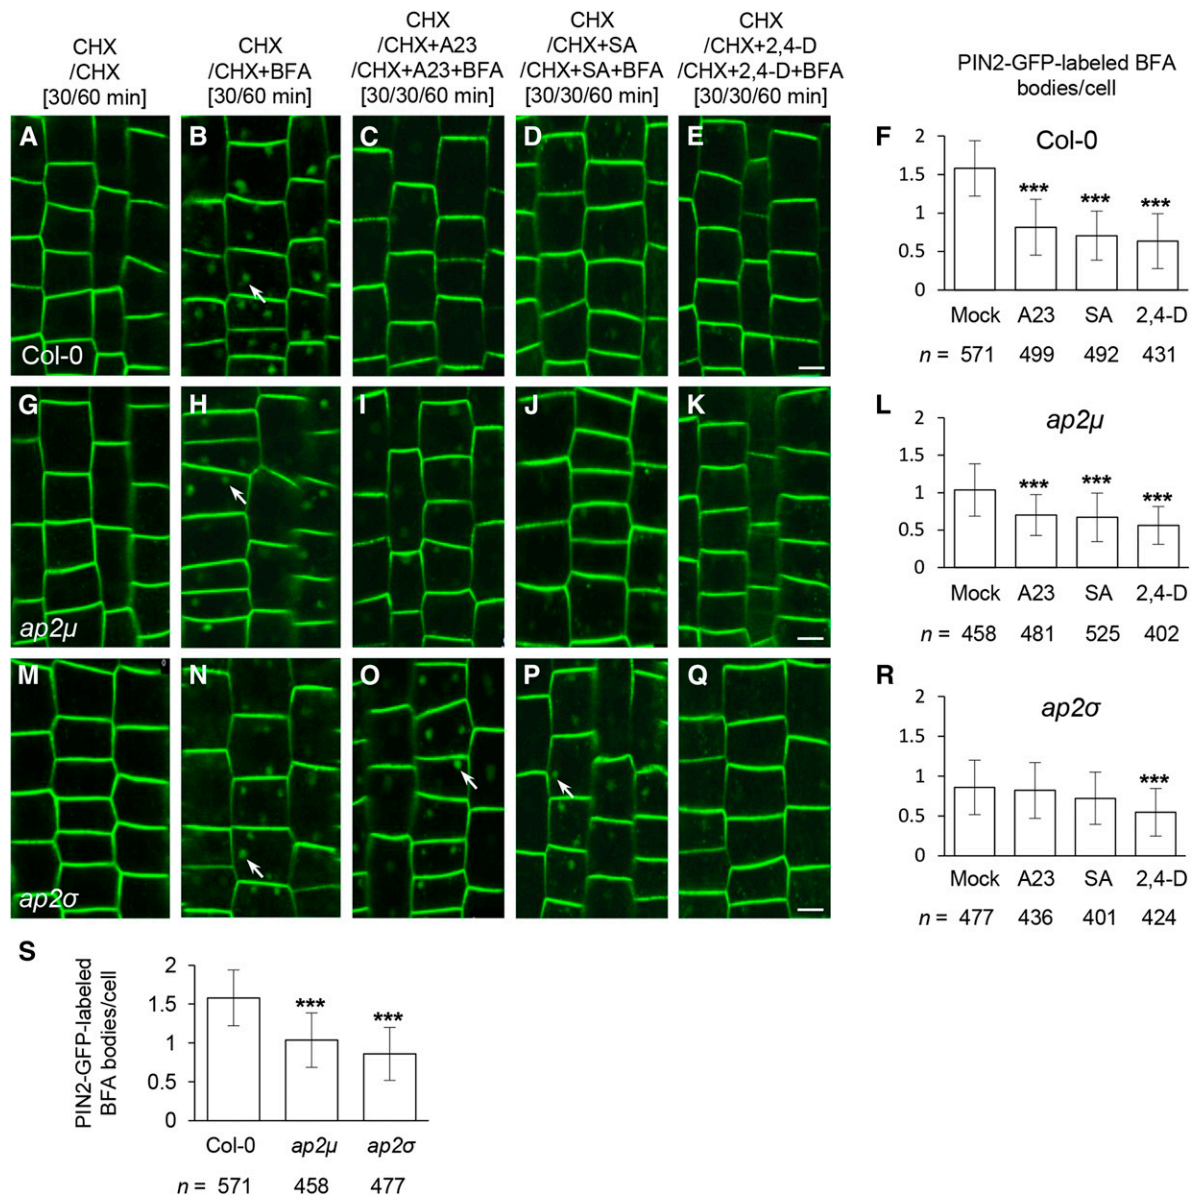 CHX
/CHX
[30/60 min]
CHX
/CHX+BFA
[30/60 min]
CHX
/CHX+A23
/CHX+A23+BFA
[30/30/60 min]
CHX
/CHX+SA
/CHX+SA+BFA
[30/30/60 min]
CHX
/CHX+2,4-D
/CHX+2,4-D+BFA
[30/30/60 min]
PIN2-GFP-labeled BFA
bodies/cell
A
B
C
D
E
Col-0
F
Col-0
2
1.5
1
0.5
0
*** *** ***
Mock A23 SA 2,4-D
n = 571 499 492 431
G
H
I
J
K
ap2μ
L
ap2μ
2
1.5
1
0.5
0
*** *** ***
Mock A23 SA 2,4-D
n = 458 481 525 402
M
N
O
P
Q
ap2σ
R
ap2σ
2
1.5
1
0.5
0
***
Mock A23 SA 2,4-D
n = 477 436 401 424
S
PIN2-GFP-labeled
BFA bodies/cell
2
1.5
1
0.5
0
*** ***
Col-0 ap2μ ap2σ
n = 571 458 477